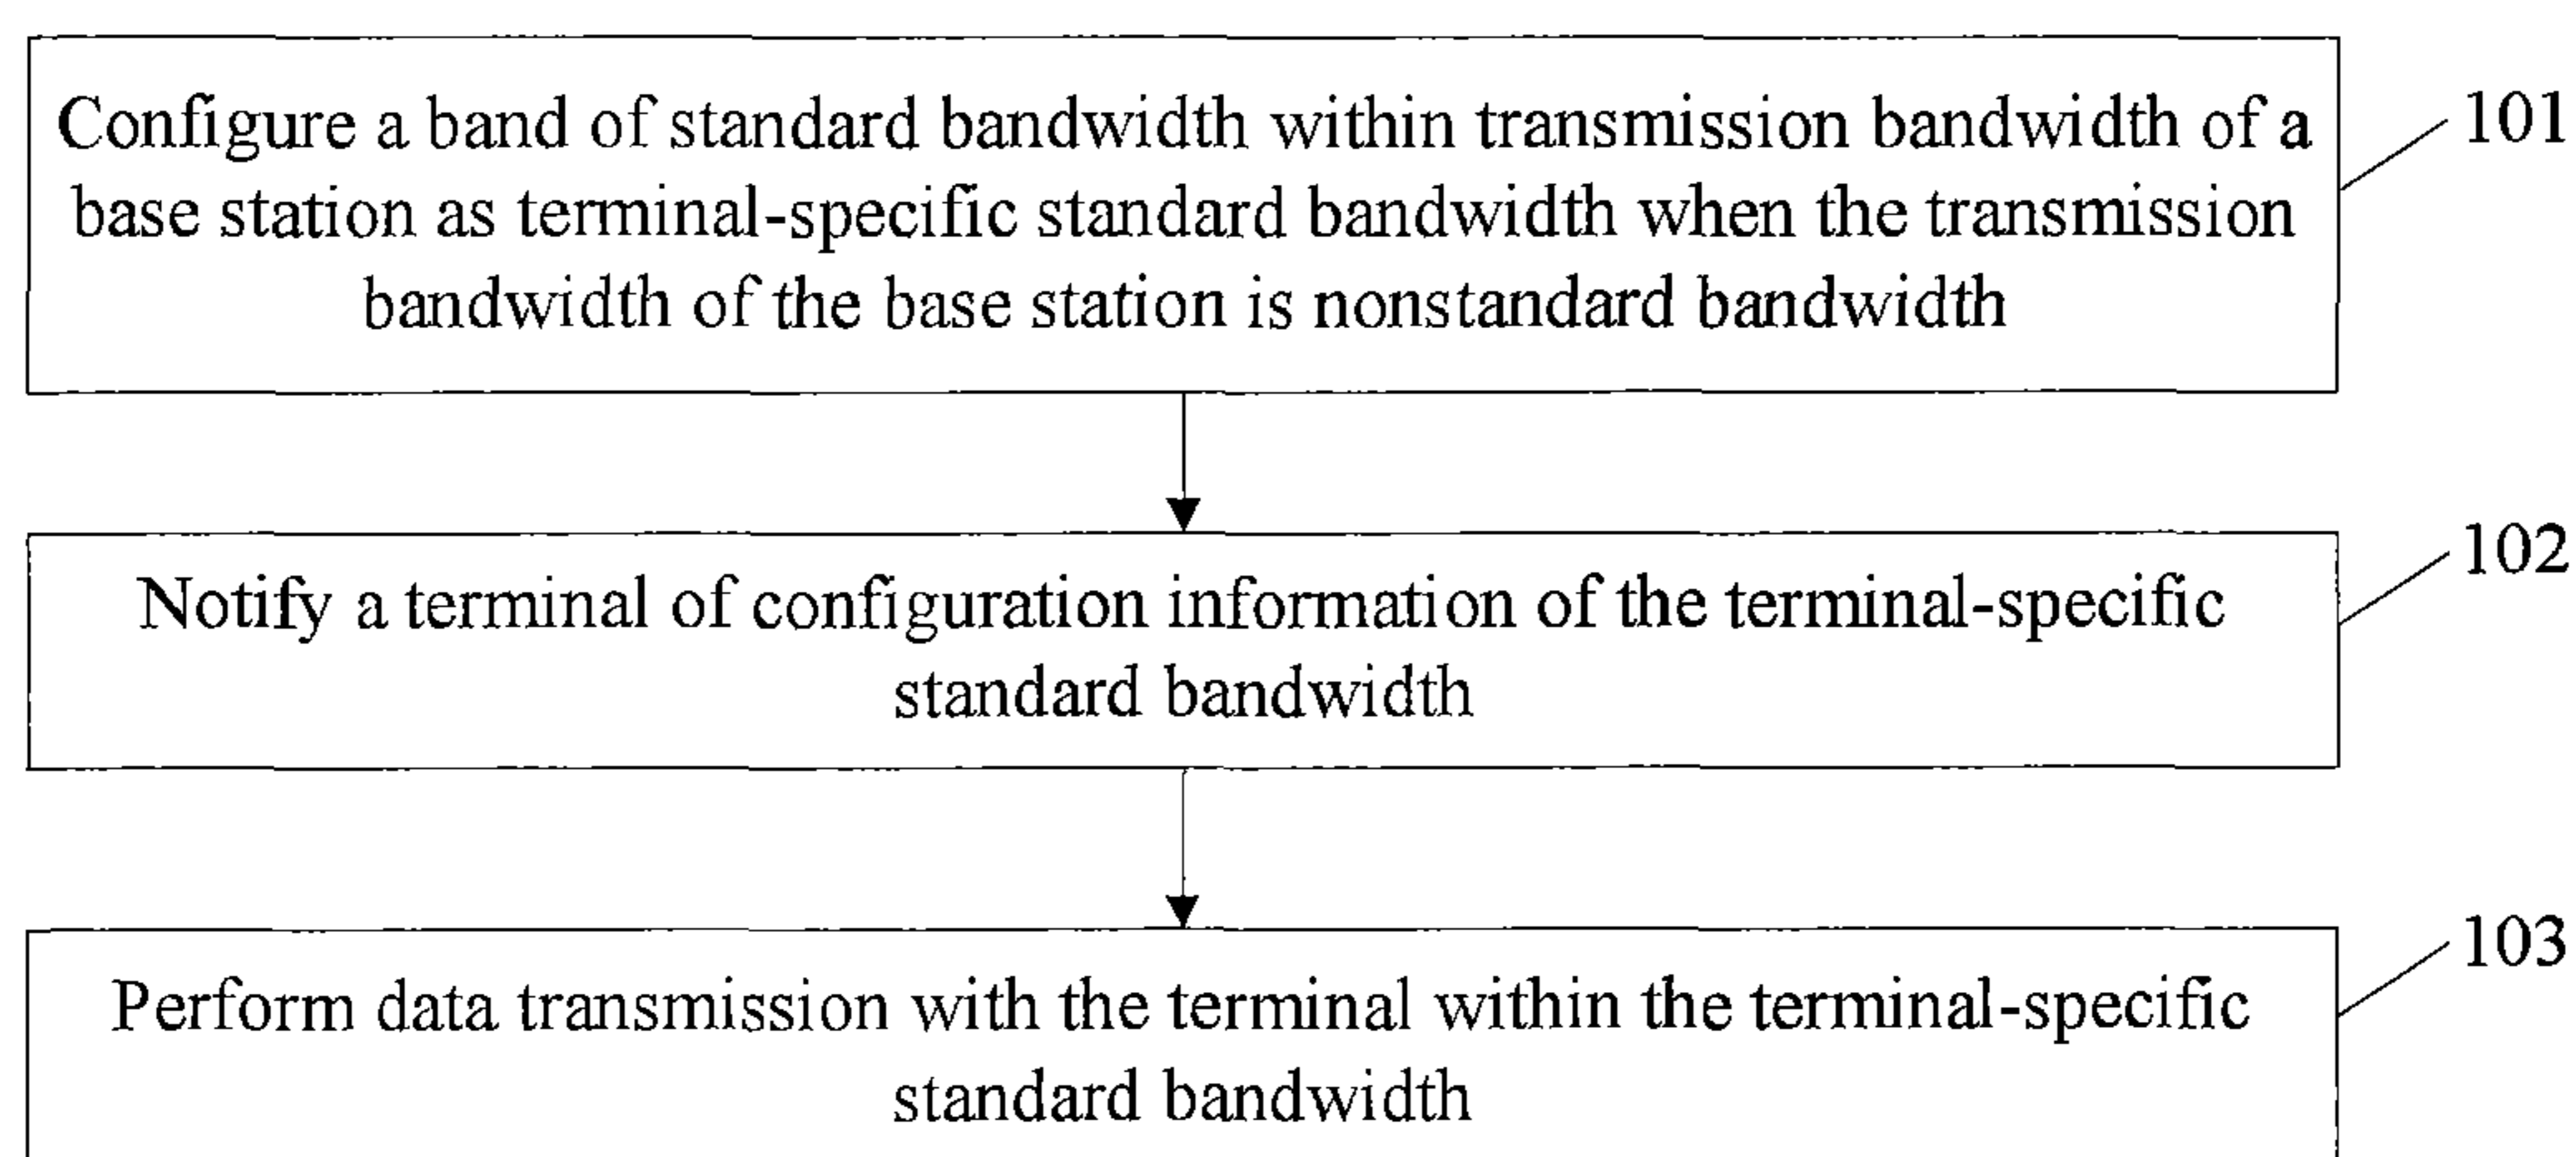 Configure a band of standard bandwidth within transmission bandwidth of a
101
base station as terminal-specific standard bandwidth when the transmission
bandwidth of the base station is nonstandard bandwidth
102
Notify a terminal of configuration information of the terminal-specific
standard bandwidth
103
Perform data transmission with the terminal within the terminal-specific
standard bandwidth